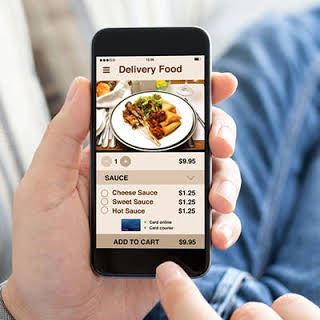 Delivery Food
1 $9.95
SAUCE
Cheese Sauce $1.25
Sweet Sauce $1.25
Hot Sauce $1.25
Card online
Card courier
ADD TO CART $9.95